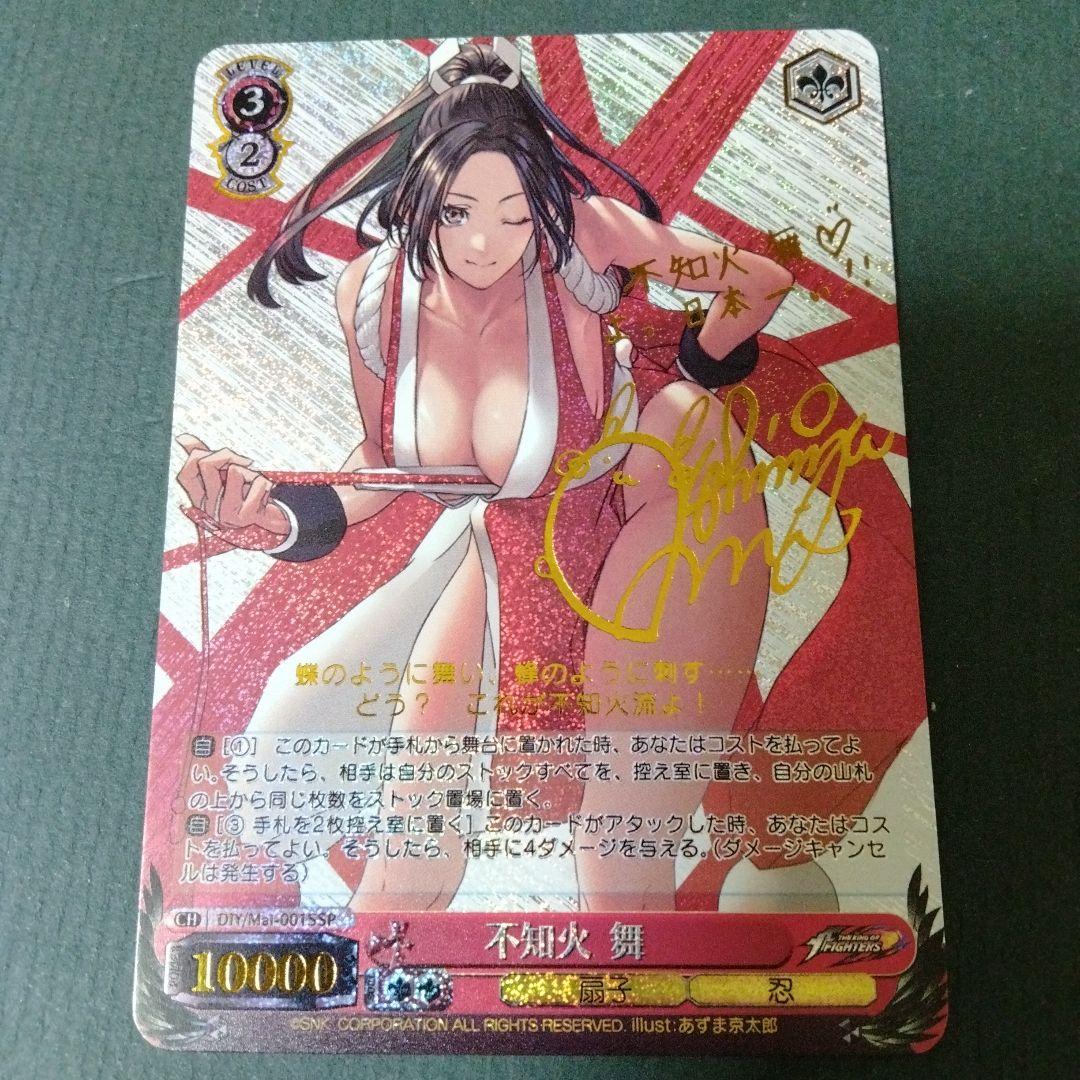 LEVEL
3
2
COST
不知火 舞♡
よっ日本一ぃ!!
蝶のように舞い、蜂のように刺す……
どう? これが不知火流よ!
自[①] このカードが手札から舞台に置かれた時、あなたはコストを払ってよ
い。そうしたら、相手は自分のストックすべてを、控え室に置き、自分の山札
の上から同じ枚数をストック置場に置く。
自[③ 手札を2枚控え室に置く] このカードがアタックした時、あなたはコス
トを払ってよい。そうしたら、相手に4ダメージを与える。(ダメージキャンセ
ルは発生する)
CH DIY/Mai-001SSP
10000
不知火 舞
THE KING OF
FIGHTERS
扇子 忍
©SNK CORPORATION ALL RIGHTS RESERVED. illust:あずま京太郎